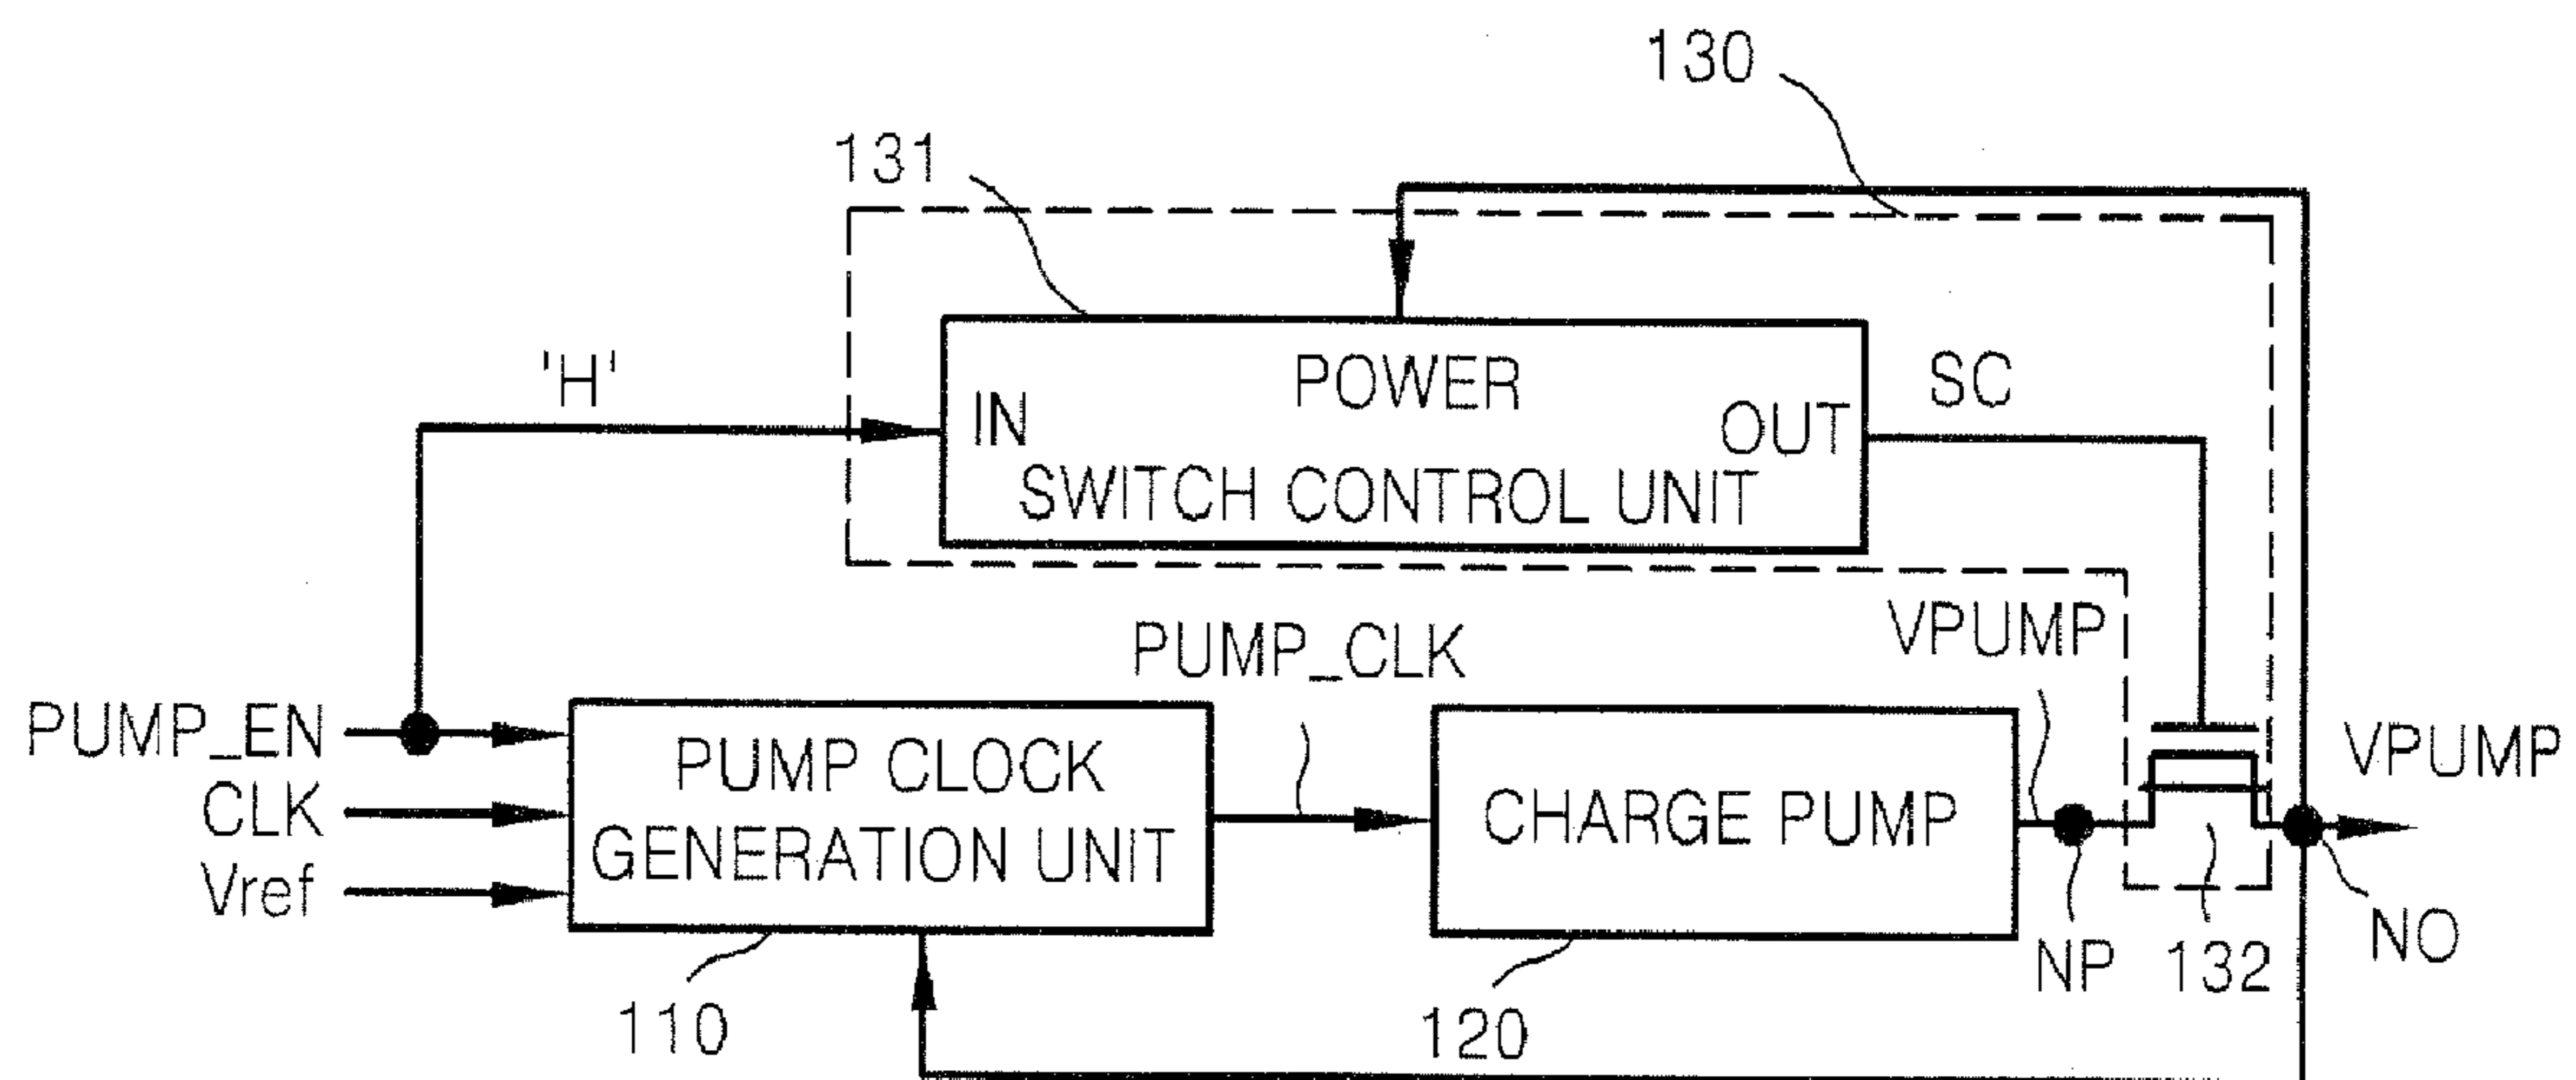 130
131
'H'
IN
POWER
OUT
SWITCH CONTROL UNIT
SC
PUMP_CLK
VPUMP
PUMP_EN
CLK
Vref
PUMP CLOCK
GENERATION UNIT
CHARGE PUMP
VPUMP
NP
132
NO
110
120